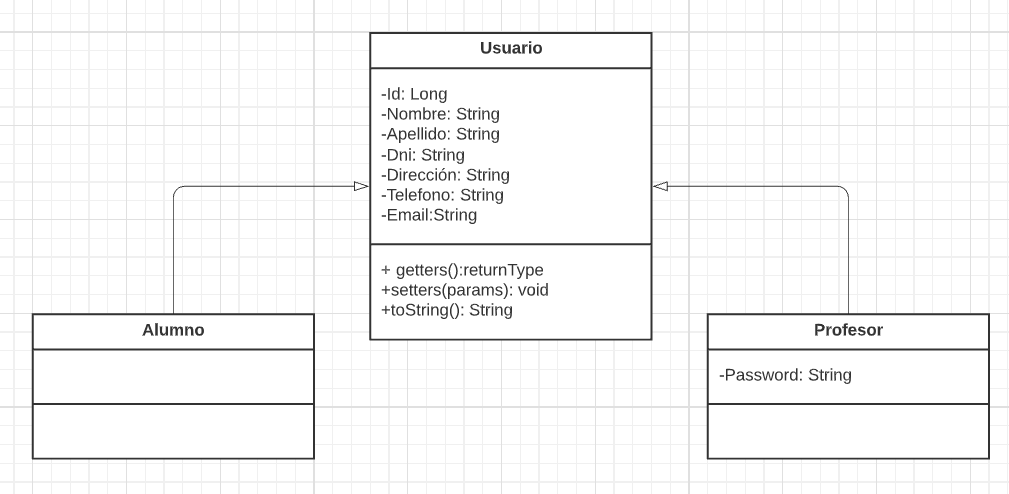 Usuario
-Id: Long
-Nombre: String
-Apellido: String
-Dni: String
-Dirección: String
-Telefono: String
-Email:String
+ getters():returnType
+setters(params): void
+toString(): String
Alumno
Profesor
-Password: String